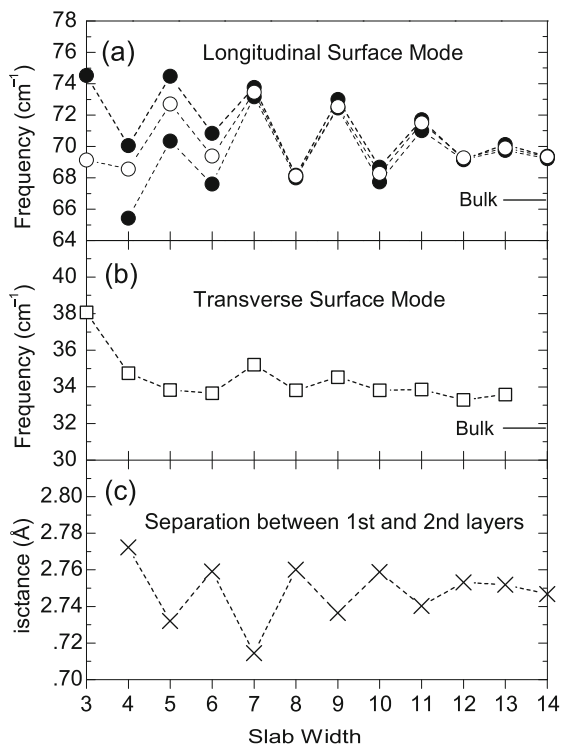 78
76
74
72
70
68
66
64
Frequency (cm⁻¹)
(a)
Longitudinal Surface Mode
Bulk
40
38
36
34
32
30
Frequency (cm⁻¹)
(b)
Transverse Surface Mode
Bulk
2.80
2.78
2.76
2.74
2.72
.70
isctance (Å)
(c)
Separation between 1st and 2nd layers
3 4 5 6 7 8 9 10 11 12 13 14
Slab Width